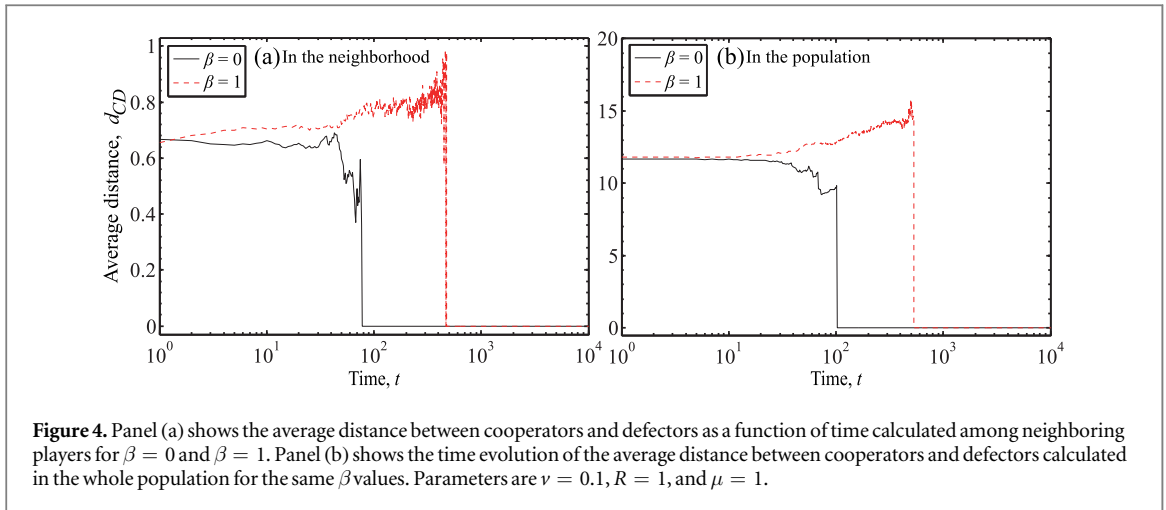 1
0.8
0.6
0.4
0.2
0
Average distance, d_CD
β = 0
β = 1
(a) In the neighborhood
10^0 10^1 10^2 10^3 10^4
Time, t
20
15
10
5
0
β = 0
β = 1
(b) In the population
10^0 10^1 10^2 10^3 10^4
Time, t
Figure 4. Panel (a) shows the average distance between cooperators and defectors as a function of time calculated among neighboring
players for β = 0 and β = 1. Panel (b) shows the time evolution of the average distance between cooperators and defectors calculated
in the whole population for the same β values. Parameters are ν = 0.1, R = 1, and μ = 1.